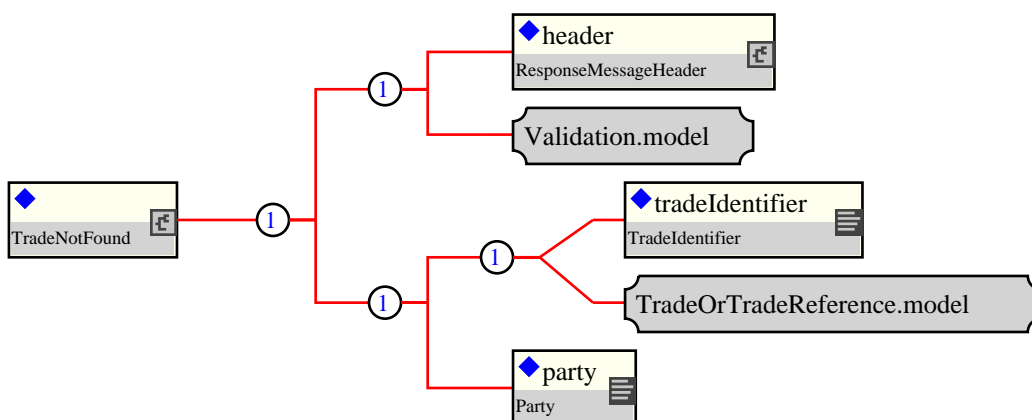 header
ResponseMessageHeader
1
Validation.model
TradeNotFound
1
tradeIdentifier
TradeIdentifier
1
TradeOrTradeReference.model
1
party
Party